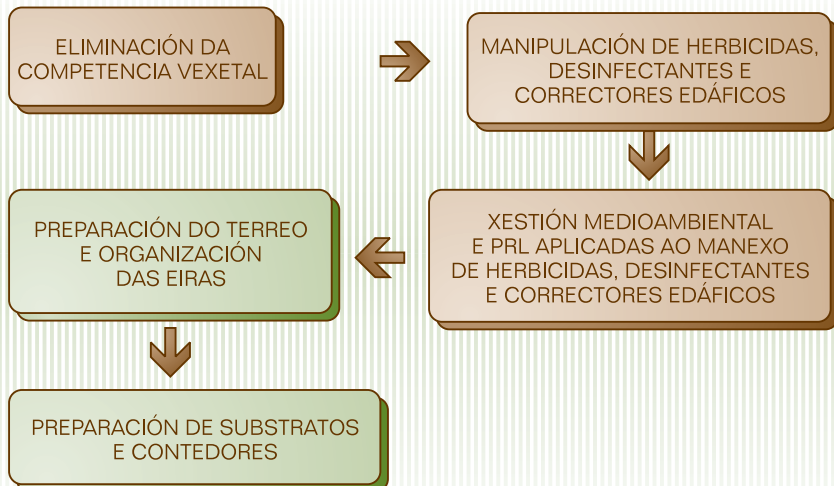 ELIMINACIÓN DA
COMPETENCIA VEXETAL
MANIPULACIÓN DE HERBICIDAS,
DESINFECTANTES E
CORRECTORES EDÁFICOS
XESTIÓN MEDIOAMBIENTAL
E PRL APLICADAS AO MANEXO
DE HERBICIDAS, DESINFECTANTES
E CORRECTORES EDÁFICOS
PREPARACIÓN DO TERREO
E ORGANIZACIÓN
DAS EIRAS
PREPARACIÓN DE SUBSTRATOS
E CONTEDORES